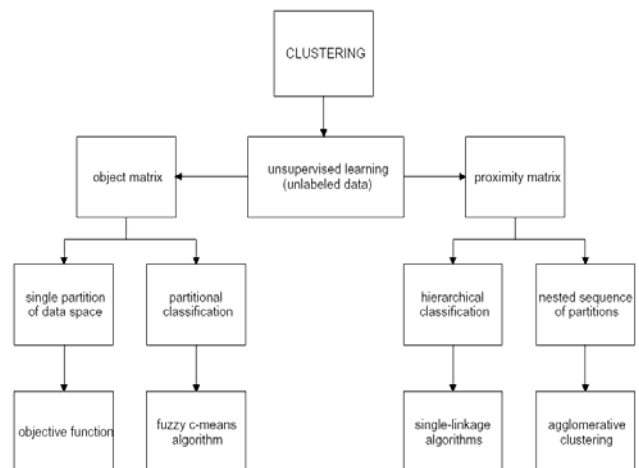 CLUSTERING
object matrix
unsupervised learning
(unlabeled data)
proximity matrix
single partition
of data space
partitional
classification
hierarchical
classification
nested sequence
of partitions
objective function
fuzzy c-means
algorithm
single-linkage
algorithms
agglomerative
clustering